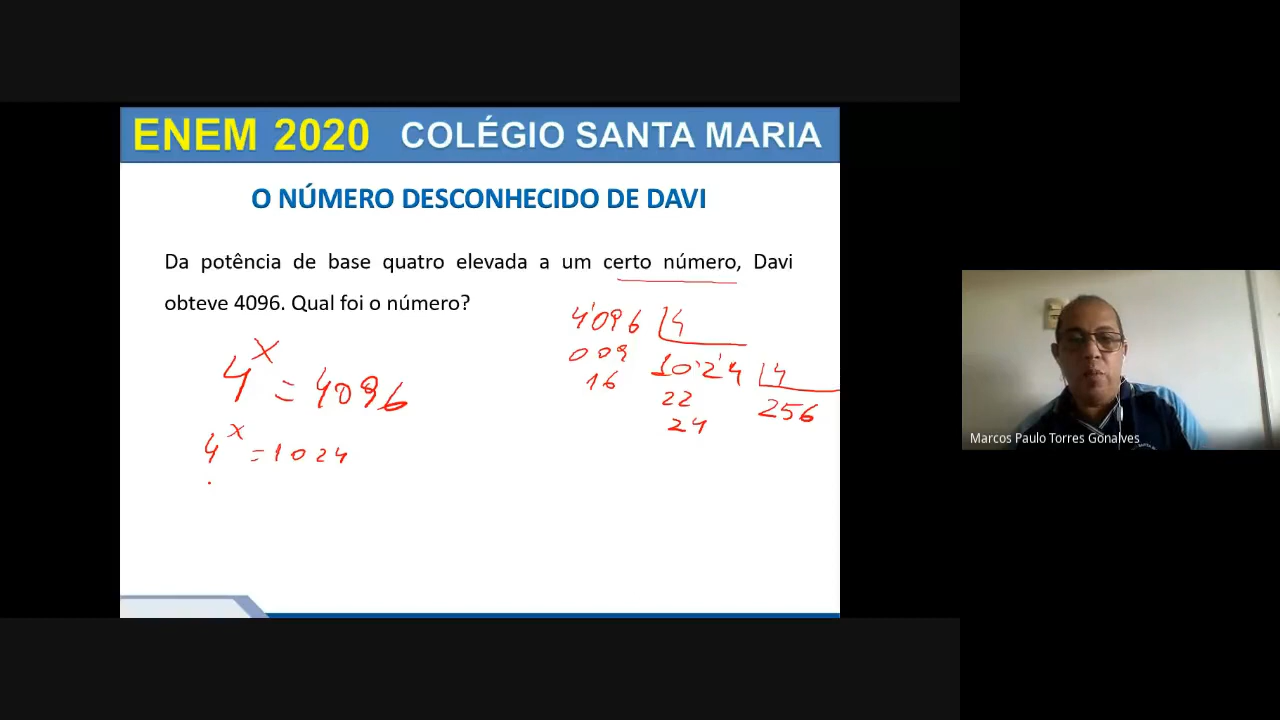 ENEM 2020 COLÉGIO SANTA MARIA
O NÚMERO DESCONHECIDO DE DAVI
Da potência de base quatro elevada a um certo número, Davi
obteve 4096. Qual foi o número?
4^x = 4096
4^x = 1024
4096 4
009 1024 4
16 22 256
24
Marcos Paulo Torres Gonalves